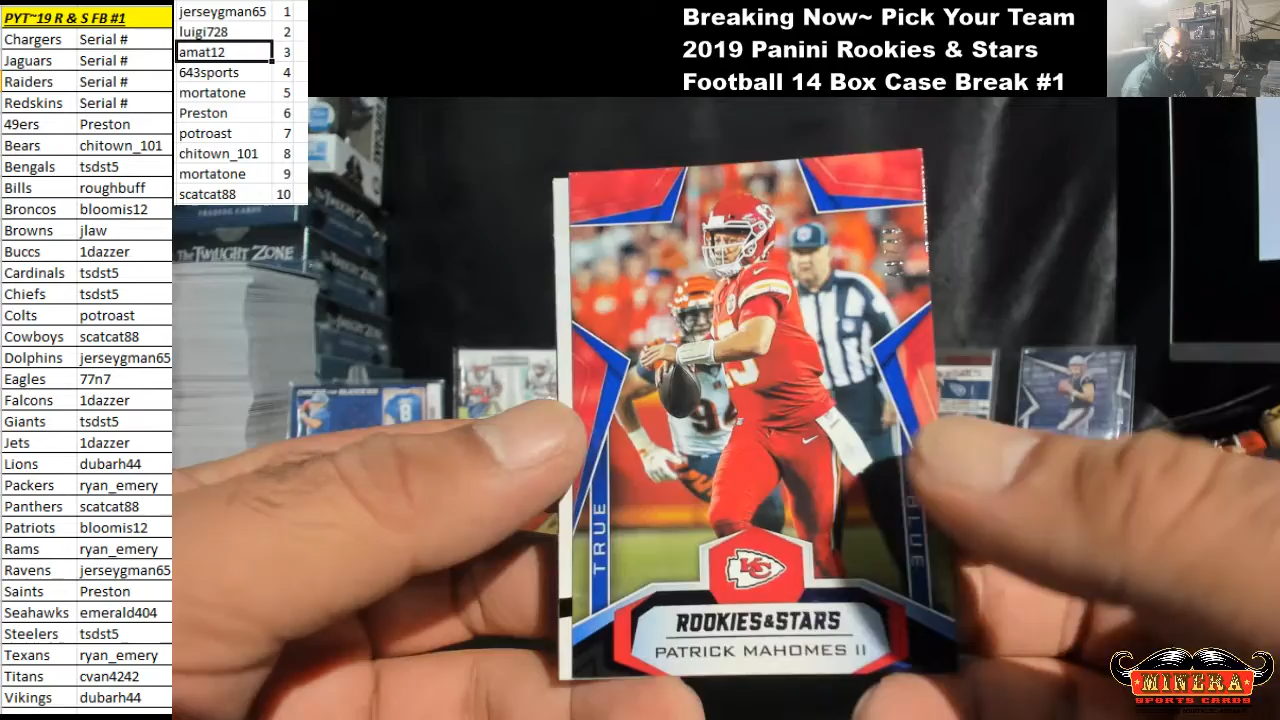 PYT~19 R & S FB #1
Chargers Serial #
Jaguars Serial #
Raiders Serial #
Redskins Serial #
49ers Preston
Bears chitown_101
Bengals tsdst5
Bills roughbuff
Broncos bloomis12
Browns jlaw
Buccs 1dazzer
Cardinals tsdst5
Chiefs tsdst5
Colts potroast
Cowboys scatcat88
Dolphins jerseygman65
Eagles 77n7
Falcons 1dazzer
Giants tsdst5
Jets 1dazzer
Lions dubarh44
Packers ryan_emery
Panthers scatcat88
Patriots bloomis12
Rams ryan_emery
Ravens jerseygman65
Saints Preston
Seahawks emerald404
Steelers tsdst5
Texans ryan_emery
Titans cvan4242
Vikings dubarh44
jerseygman65 1
luigi728 2
amat12 3
643sports 4
mortatone 5
Preston 6
potroast 7
chitown_101 8
mortatone 9
scatcat88 10
Breaking Now~ Pick Your Team
2019 Panini Rookies & Stars
Football 14 Box Case Break #1
THE TWILIGHT ZONE
TRUE
BLUE
KC
ROOKIES & STARS
PATRICK MAHOMES II
MINERA
SPORTS CARDS